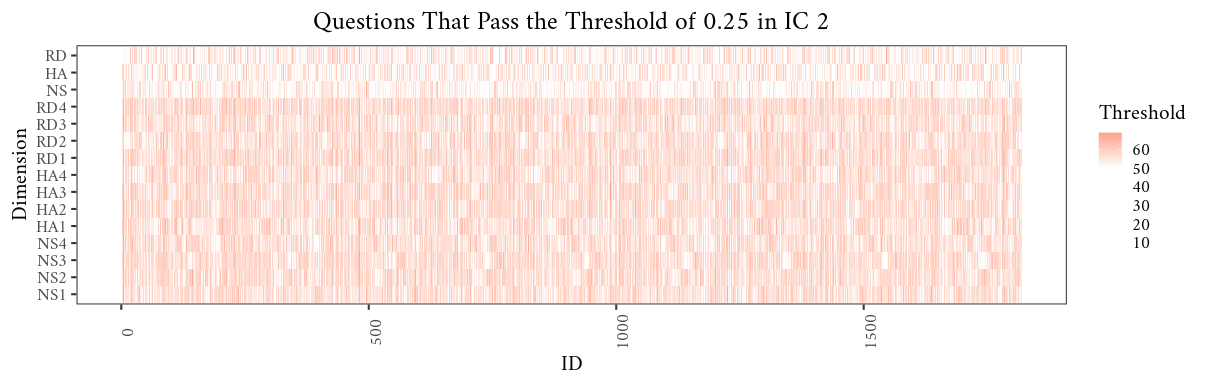 Questions That Pass the Threshold of 0.25 in IC 2
Dimension
RD
HA
NS
RD4
RD3
RD2
RD1
HA4
HA3
HA2
HA1
NS4
NS3
NS2
NS1
0
500
1000
1500
ID
Threshold
60
50
40
30
20
10